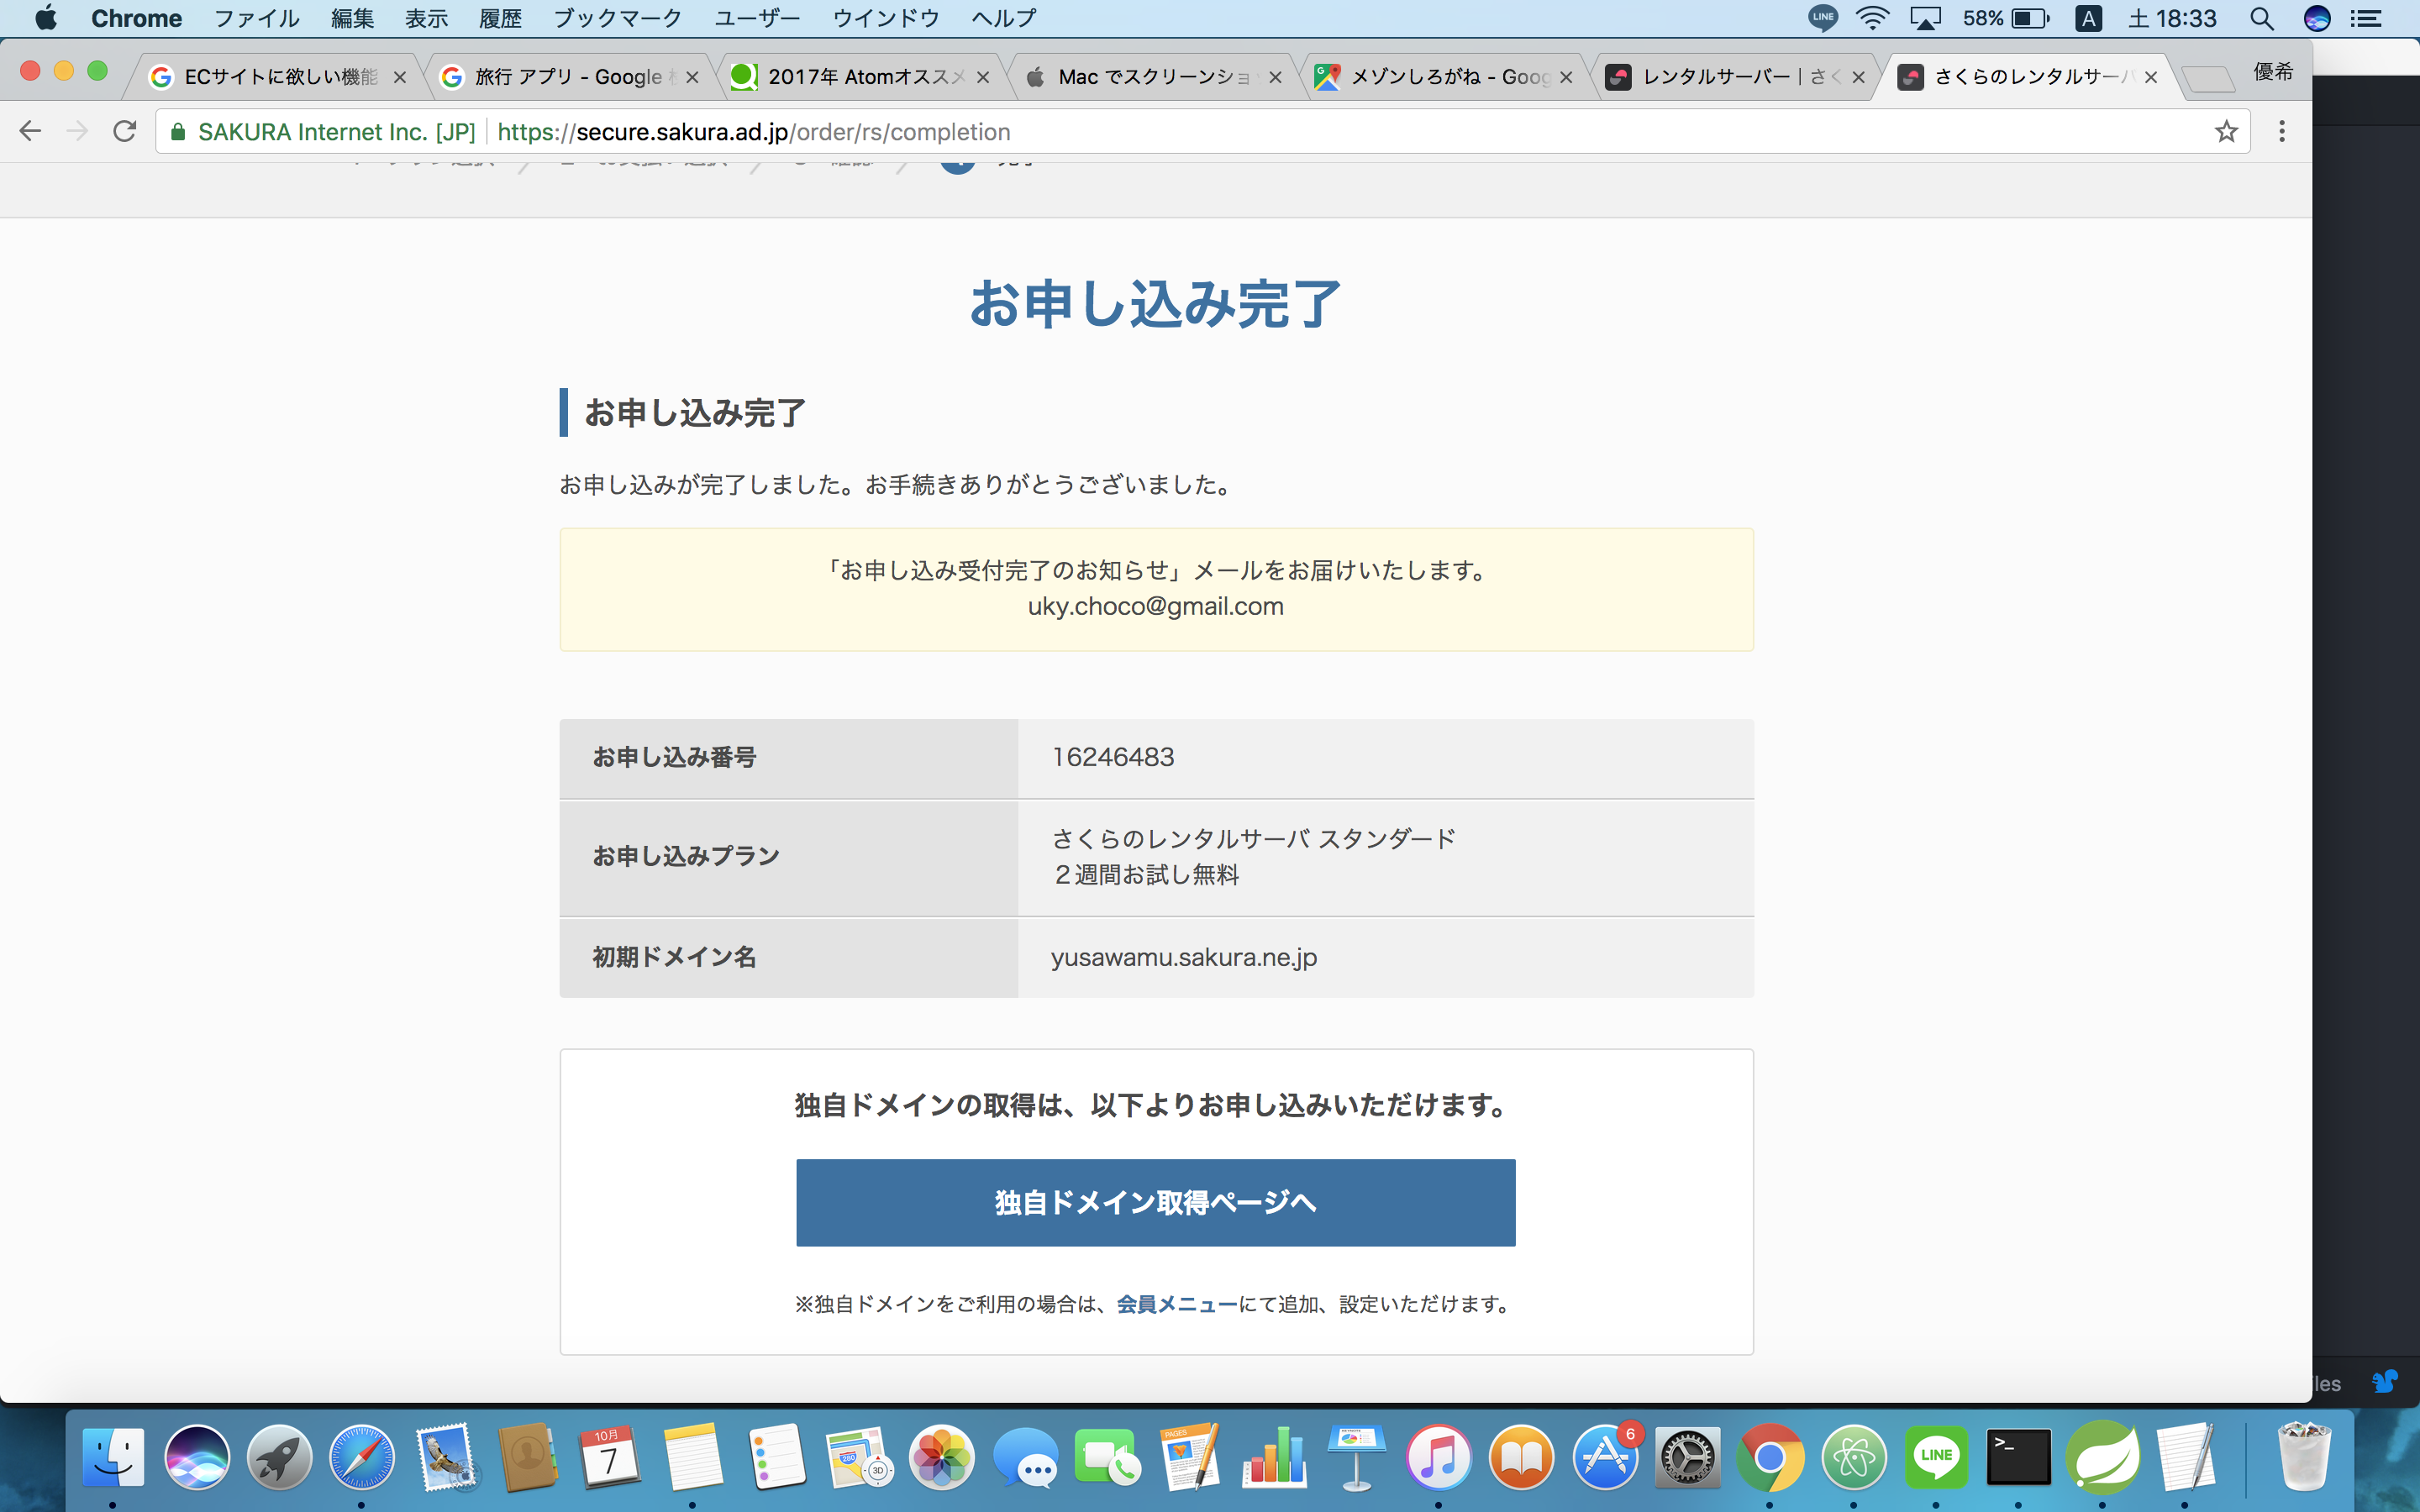 Chrome ファイル 編集 表示 履歴 ブックマーク ユーザー ウインドウ ヘルプ
LINE 58% A 土 18:33
ECサイトに欲しい機能
旅行 アプリ - Google
2017年 Atomオススメ
Mac でスクリーンショ
メゾンしろがね - Goog
レンタルサーバー | さく
さくらのレンタルサーバ
優希
SAKURA Internet Inc. [JP] https://secure.sakura.ad.jp/order/rs/completion
お申し込み完了
お申し込み完了
お申し込みが完了しました。お手続きありがとうございました。
「お申し込み受付完了のお知らせ」メールをお届けいたします。
uky.choco@gmail.com
お申し込み番号 16246483
お申し込みプラン さくらのレンタルサーバ スタンダード
２週間お試し無料
初期ドメイン名 yusawamu.sakura.ne.jp
独自ドメインの取得は、以下よりお申し込みいただけます。
独自ドメイン取得ページへ
※独自ドメインをご利用の場合は、会員メニューにて追加、設定いただけます。
les
10月
7
280
3D
PAGES
6
LINE
>_